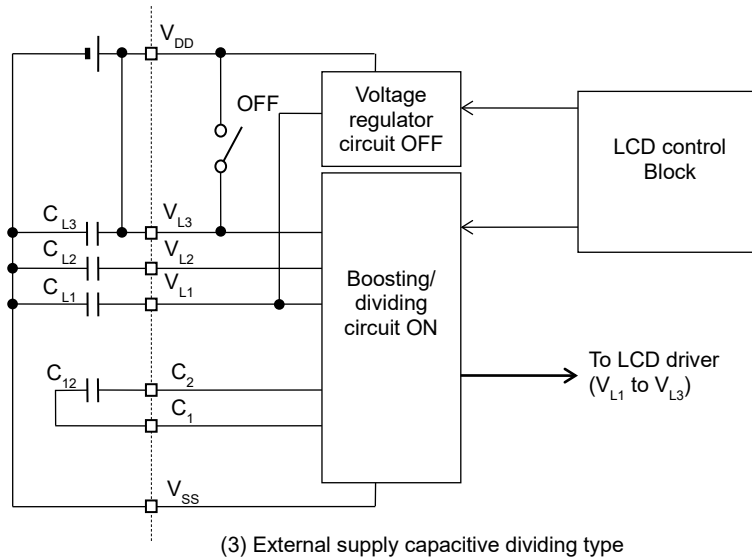 V_DD
OFF
Voltage
regulator
circuit OFF
LCD control
Block
C_L3
V_L3
C_L2
V_L2
C_L1
V_L1
Boosting/
dividing
circuit ON
C_12
C_2
C_1
To LCD driver
(V_L1 to V_L3)
V_SS
(3) External supply capacitive dividing type